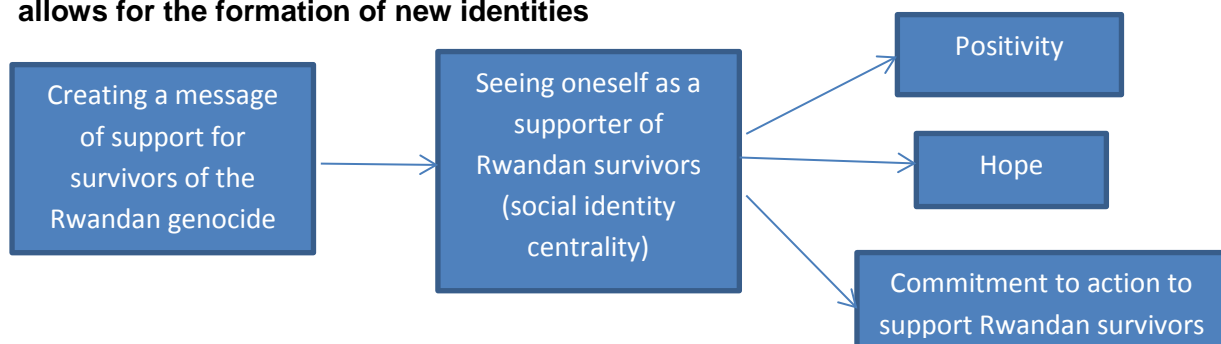 allows for the formation of new identities
Creating a message
of support for
survivors of the
Rwandan genocide
Seeing oneself as a
supporter of
Rwandan survivors
(social identity
centrality)
Positivity
Hope
Commitment to action to
support Rwandan survivors